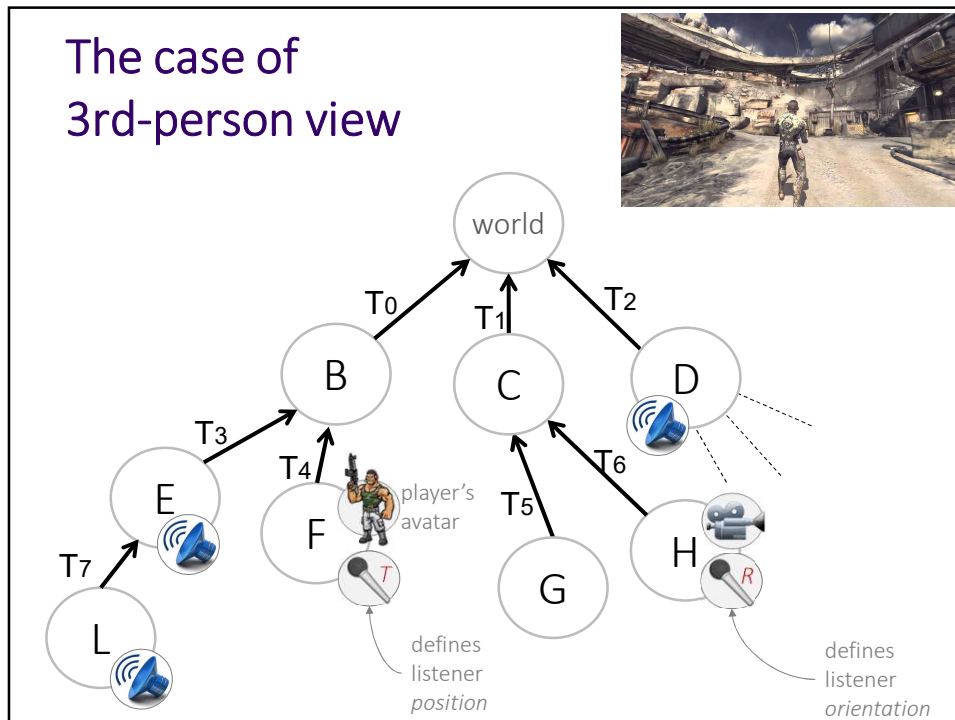 The case of
3rd-person view
world
T0
T1
T2
B
C
D
T3
T4
T5
T6
E
F
player's
avatar
H
G
T
R
T7
L
defines
listener
position
defines
listener
orientation